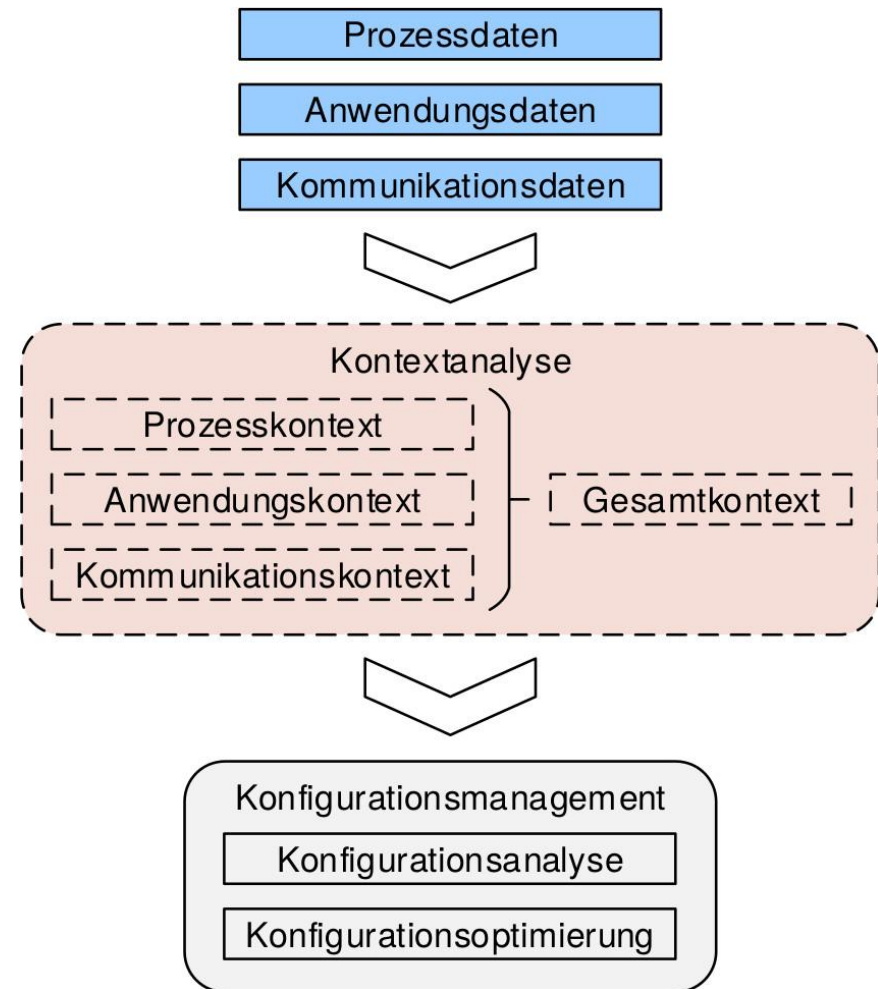 Prozessdaten
Anwendungsdaten
Kommunikationsdaten
Kontextanalyse
Prozesskontext
Anwendungskontext
Gesamtkontext
Kommunikationskontext
Konfigurationsmanagement
Konfigurationsanalyse
Konfigurationsoptimierung